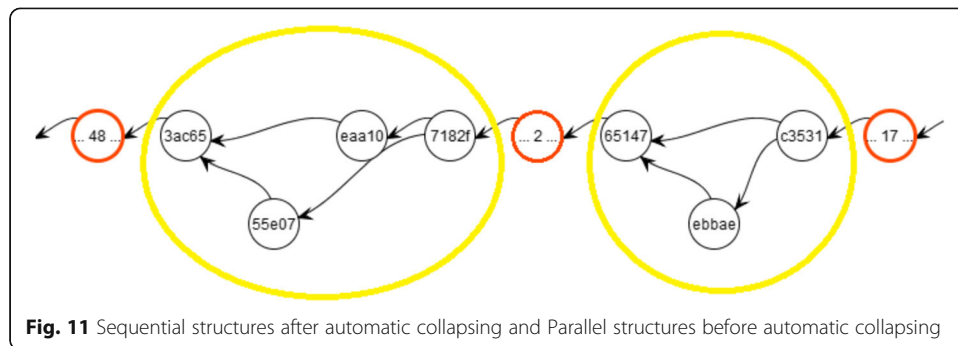 ... 48 ...
3ac65
eaa10
7182f
... 2 ...
65147
c3531
... 17 ...
55e07
ebbae
Fig. 11 Sequential structures after automatic collapsing and Parallel structures before automatic collapsing